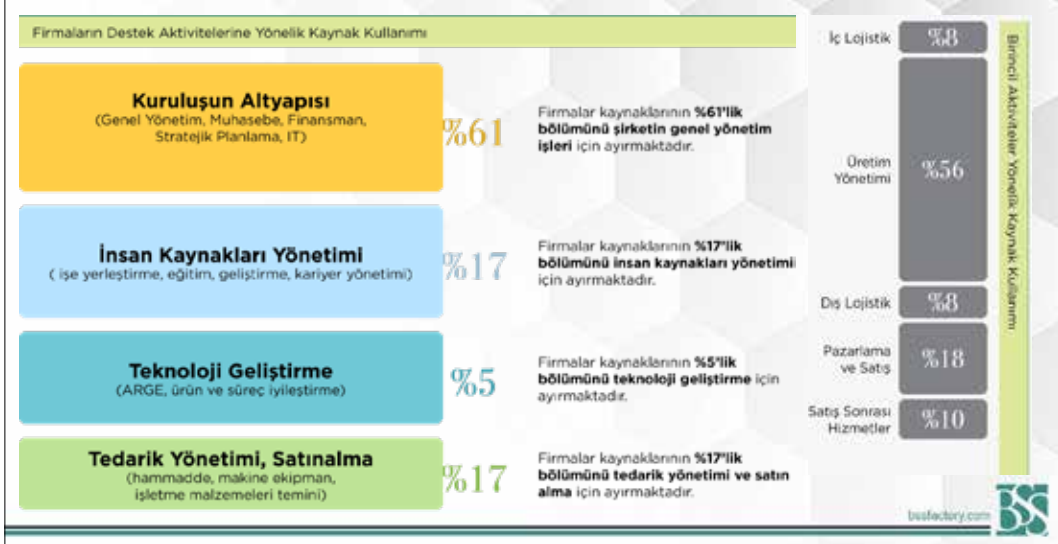 Firmaların Destek Aktivitelerine Yönelik Kaynak Kullanımı
Kuruluşun Altyapısı
(Genel Yönetim, Muhasebe, Finansman,
Stratejik Planlama, IT)
%61
Firmalar kaynaklarının %61'lik
bölümünü şirketin genel yönetim
işleri için ayırmaktadır.
İnsan Kaynakları Yönetimi
( işe yerleştirme, eğitim, geliştirme, kariyer yönetimi)
%17
Firmalar kaynaklarının %17'lik
bölümünü insan kaynakları yönetimi
için ayırmaktadır.
Teknoloji Geliştirme
(ARGE, ürün ve süreç iyileştirme)
%5
Firmalar kaynaklarının %5'lik
bölümünü teknoloji geliştirme için
ayırmaktadır.
Tedarik Yönetimi, Satınalma
(hammadde, makine ekipman,
işletme malzemeleri temini)
%17
Firmalar kaynaklarının %17'lik
bölümünü tedarik yönetimi ve satın
alma için ayırmaktadır.
İç Lojistik
%8
Üretim
Yönetimi
%56
Dış Lojistik
%8
Pazarlama
ve Satış
%18
Satış Sonrası
Hizmetler
%10
Birincil Aktiviteler Yönelik Kaynak Kullanımı
bssfactory.com
BSS